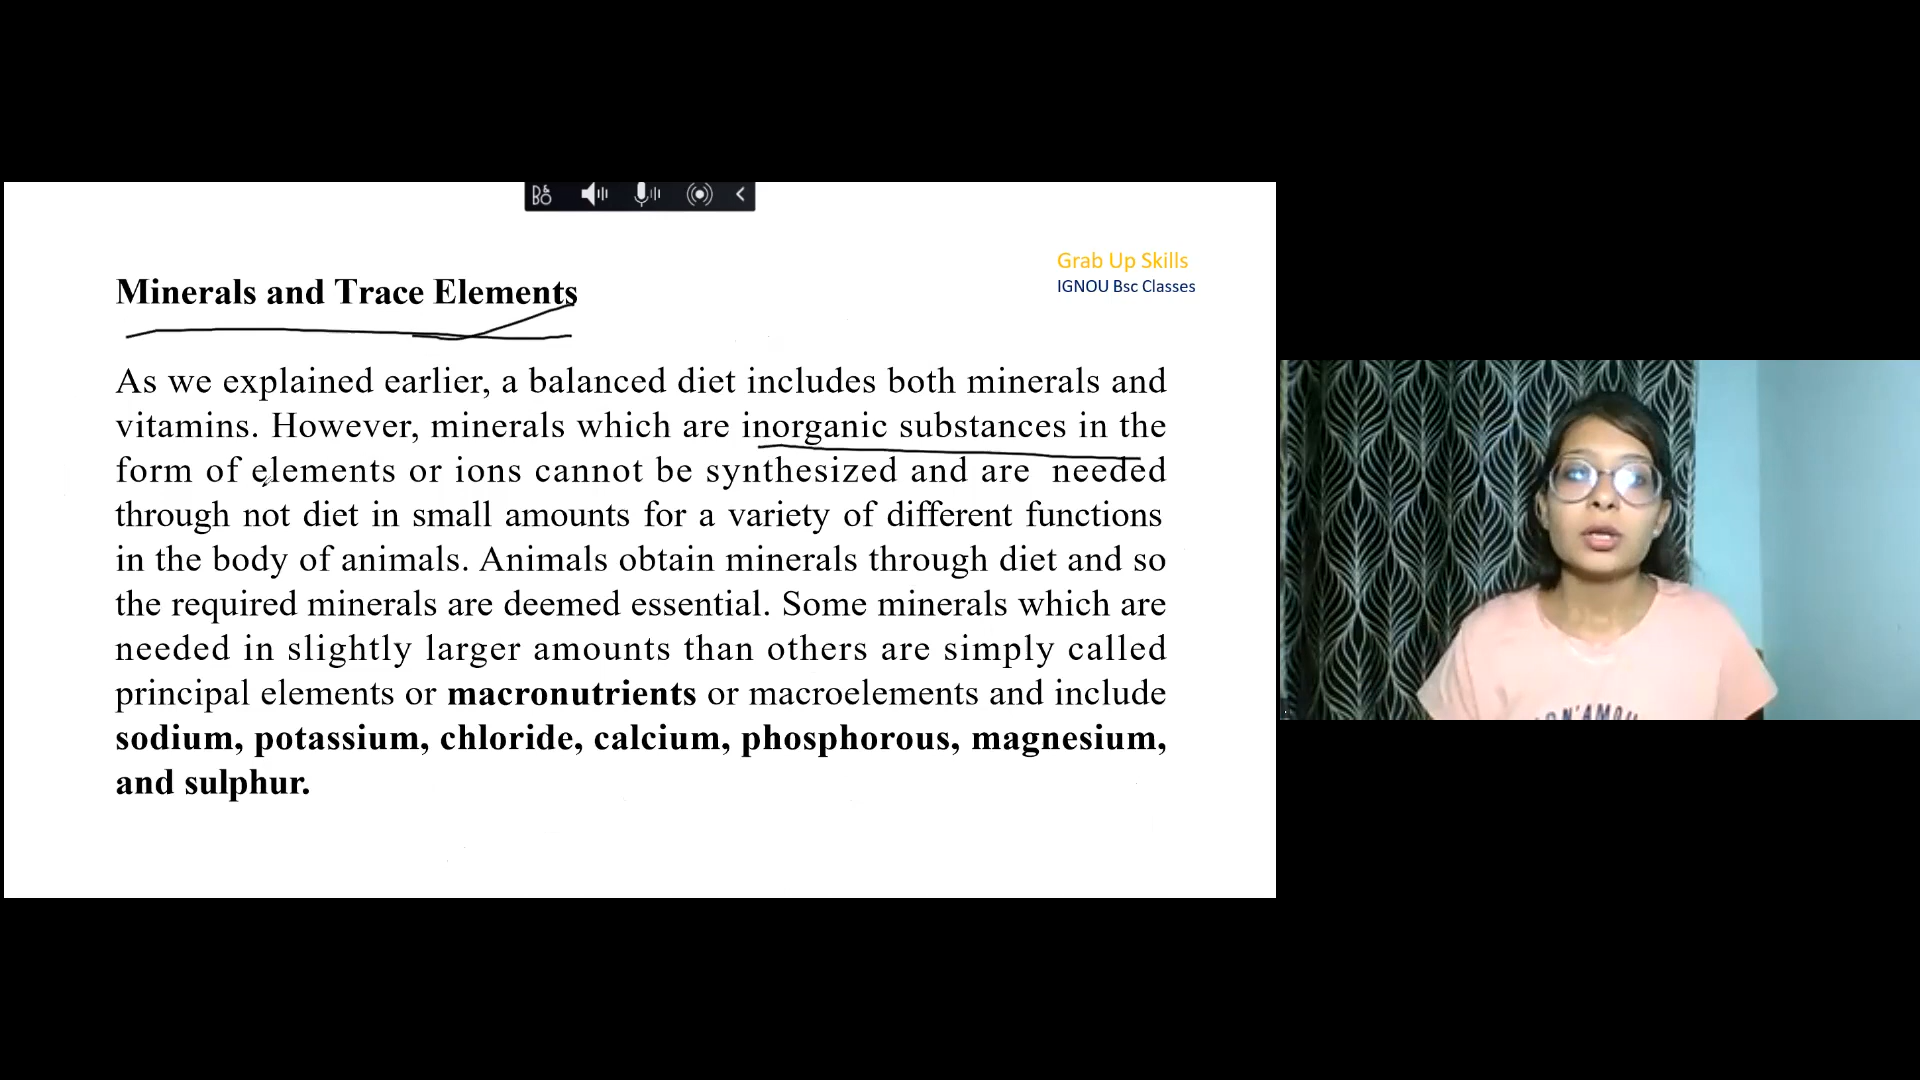 Grab Up Skills
IGNOU Bsc Classes
Minerals and Trace Elements
As we explained earlier, a balanced diet includes both minerals and
vitamins. However, minerals which are inorganic substances in the
form of elements or ions cannot be synthesized and are needed
through not diet in small amounts for a variety of different functions
in the body of animals. Animals obtain minerals through diet and so
the required minerals are deemed essential. Some minerals which are
needed in slightly larger amounts than others are simply called
principal elements or macronutrients or macroelements and include
sodium, potassium, chloride, calcium, phosphorous, magnesium,
and sulphur.